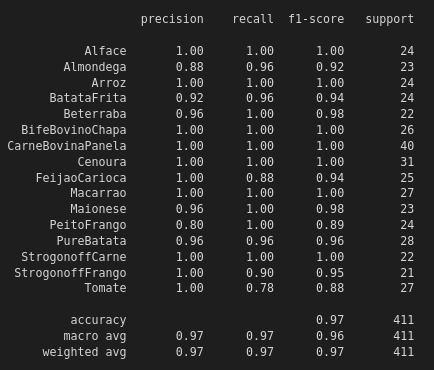 precision recall f1-score support
Alface 1.00 1.00 1.00 24
Almondega 0.88 0.96 0.92 23
Arroz 1.00 1.00 1.00 24
BatataFrita 0.92 0.96 0.94 24
Beterraba 0.96 1.00 0.98 22
BifeBovinoChapa 1.00 1.00 1.00 26
CarneBovinaPanela 1.00 1.00 1.00 40
Cenoura 1.00 1.00 1.00 31
FeijaoCarioca 1.00 0.88 0.94 25
Macarrao 1.00 1.00 1.00 27
Maionese 0.96 1.00 0.98 23
PeitoFrango 0.80 1.00 0.89 24
PureBatata 0.96 0.96 0.96 28
StrogonoffCarne 1.00 1.00 1.00 22
StrogonoffFrango 1.00 0.90 0.95 21
Tomate 1.00 0.78 0.88 27
accuracy 0.97 411
macro avg 0.97 0.97 0.96 411
weighted avg 0.97 0.97 0.97 411